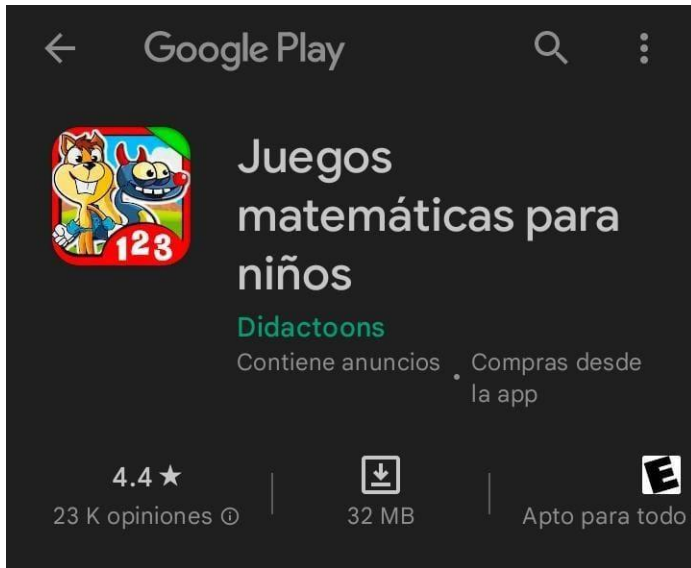 Google Play
Juegos
matemáticas para
niños
Didactoons
Contiene anuncios . Compras desde
la app
123
4.4★
23 K opiniones
32 MB
E
Apto para todo